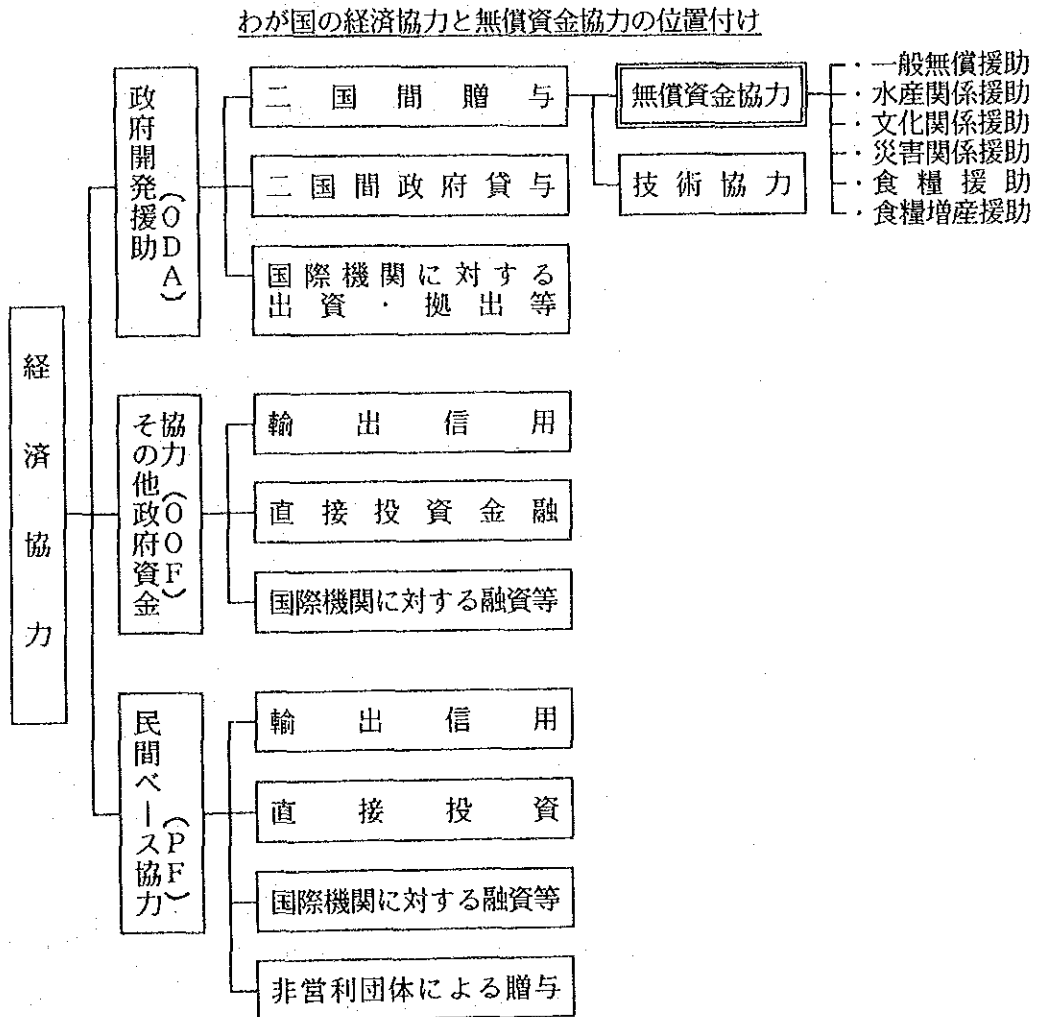 わが国の経済協力と無償資金協力の位置付け
経済協力
政府開発援助
(ODA)
二国間贈与
無償資金協力
・一般無償援助
・水産関係援助
・文化関係援助
・災害関係援助
・食糧援助
・食糧増産援助
技術協力
二国間政府貸与
国際機関に対する
出資・拠出等
その他政府資金
協力(OOF)
輸出信用
直接投資金融
国際機関に対する融資等
民間ベース協力
(PF)
輸出信用
直接投資
国際機関に対する融資等
非営利団体による贈与